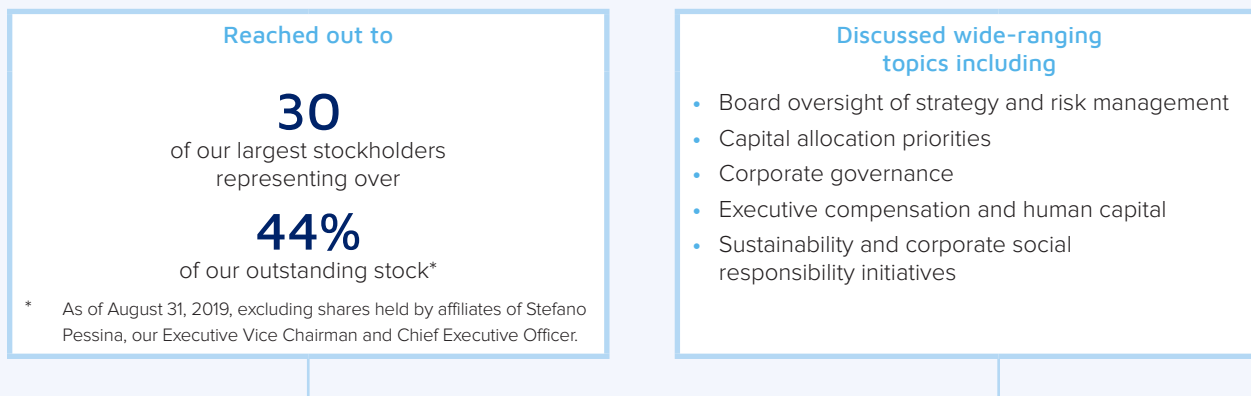 Reached out to
30
of our largest stockholders
representing over
44%
of our outstanding stock*
* As of August 31, 2019, excluding shares held by affiliates of Stefano
Pessina, our Executive Vice Chairman and Chief Executive Officer.
Discussed wide-ranging
topics including
• Board oversight of strategy and risk management
• Capital allocation priorities
• Corporate governance
• Executive compensation and human capital
• Sustainability and corporate social
responsibility initiatives